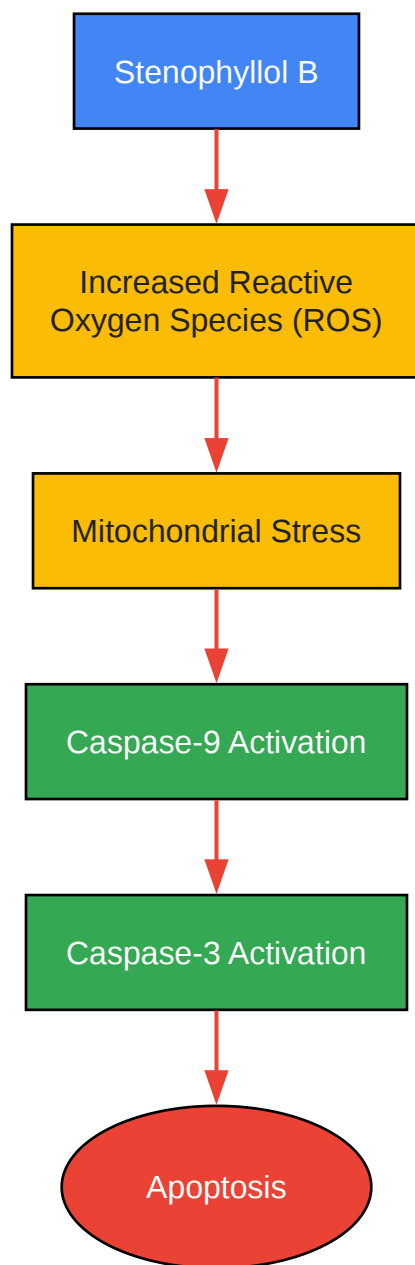 Stenophyllol B
Increased Reactive
Oxygen Species (ROS)
Mitochondrial Stress
Caspase-9 Activation
Caspase-3 Activation
Apoptosis